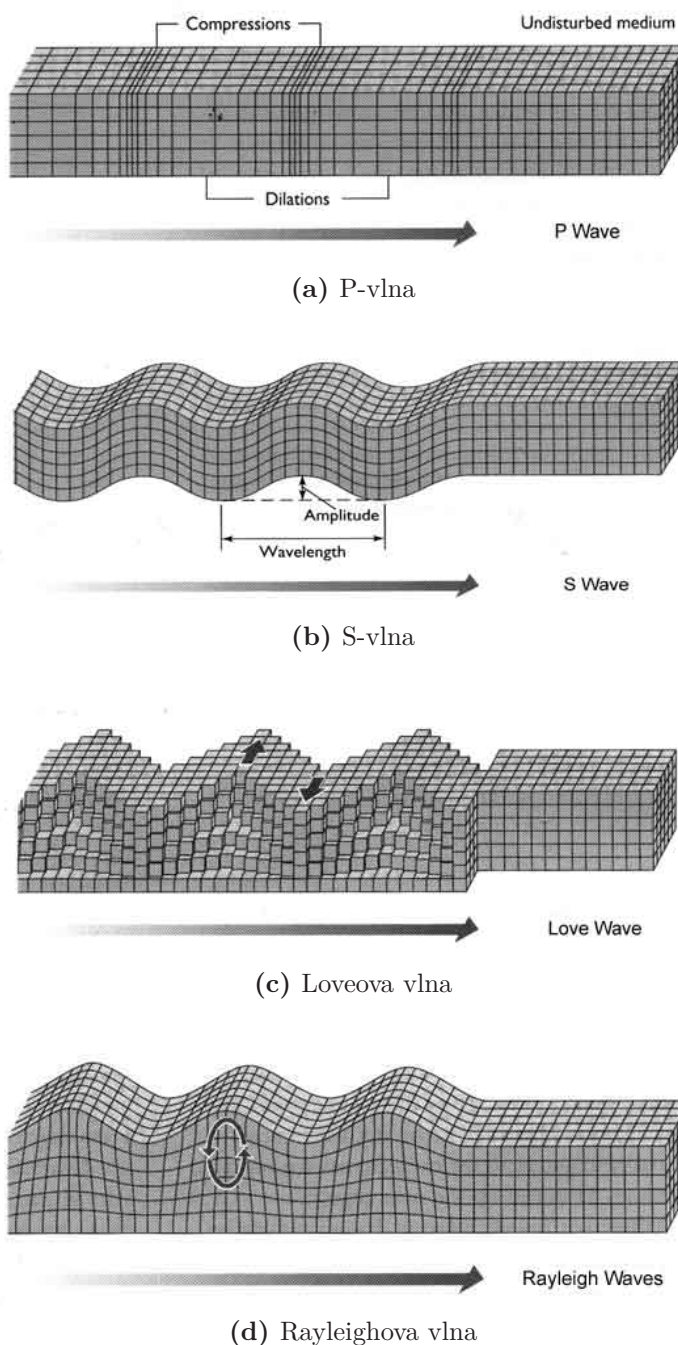 Compressions
Undisturbed medium
Dilations
P Wave
(a) P-vlna
Amplitude
Wavelength
S Wave
(b) S-vlna
Love Wave
(c) Loveova vlna
Rayleigh Waves
(d) Rayleighova vlna